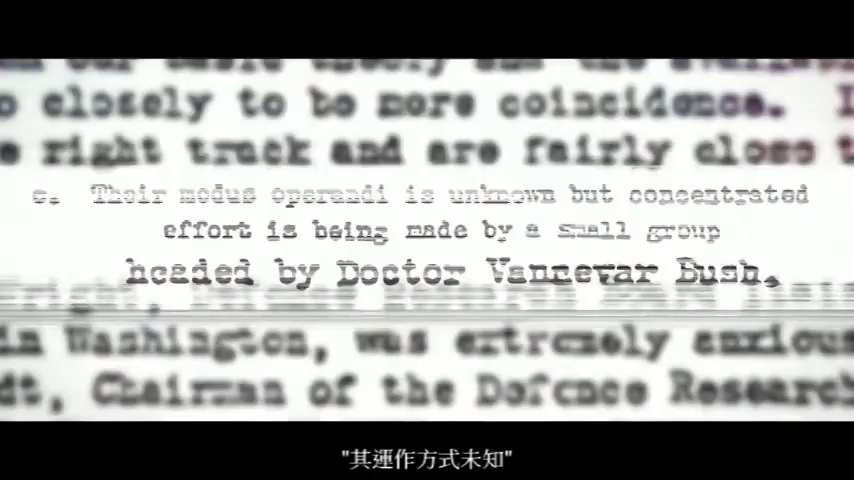 closely to be more coincidence. I
right track and are fairly close t
c. Their modus operandi is unknown but concentrated
effort is being made by a small group
headed by Doctor Vannevar Bush.
in Washington, was extremely anxious
dt, Chairman of the Defence Research
"其運作方式未知"